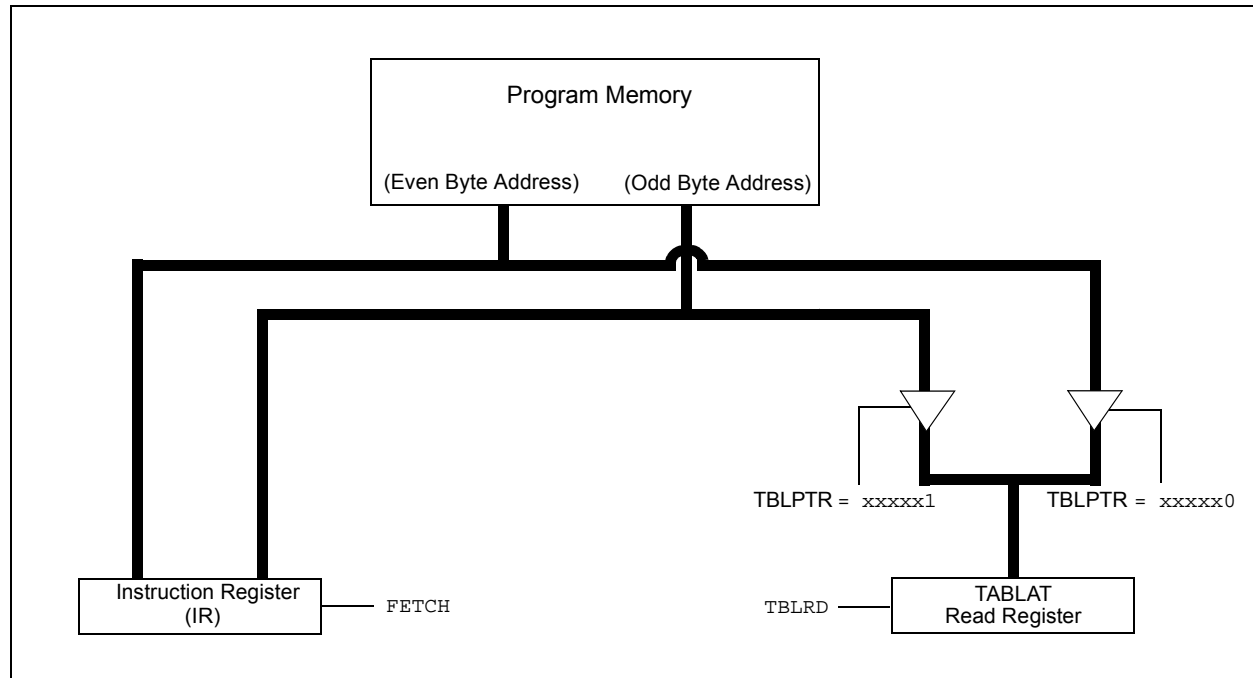 Program Memory
(Even Byte Address) (Odd Byte Address)
TBLPTR = xxxxx1 TBLPTR = xxxxx0
Instruction Register
(IR)
FETCH
TBLRD
TABLAT
Read Register